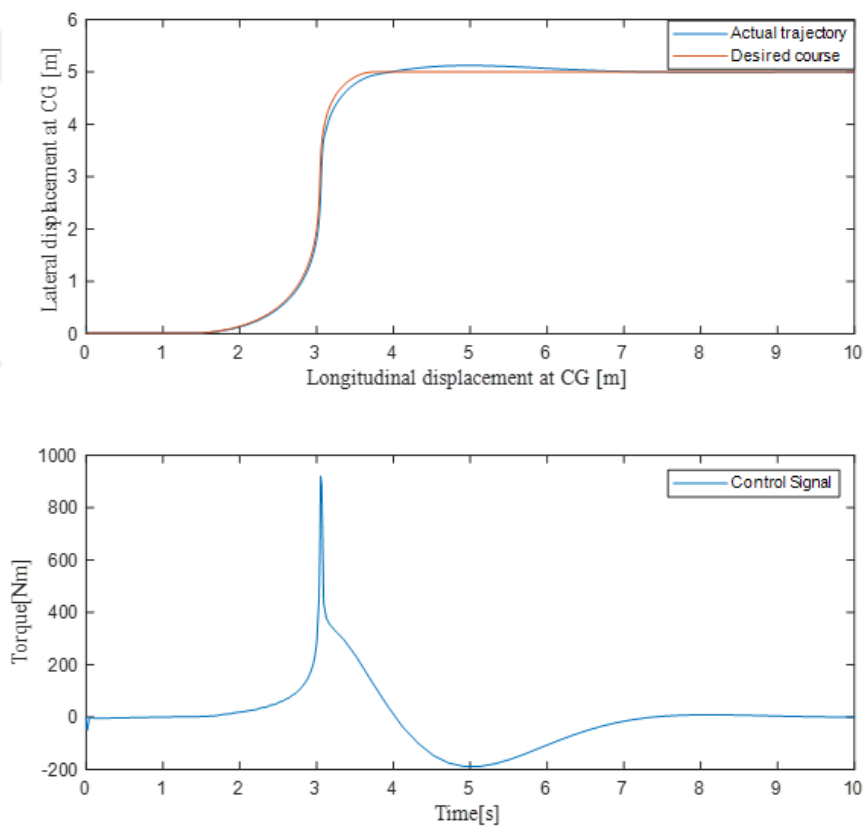 6
5
4
3
2
1
0
Lateral displacement at CG [m]
Actual trajectory
Desired course
0 1 2 3 4 5 6 7 8 9 10
Longitudinal displacement at CG [m]
1000
800
600
400
200
0
-200
Torque[Nm]
Control Signal
0 1 2 3 4 5 6 7 8 9 10
Time[s]